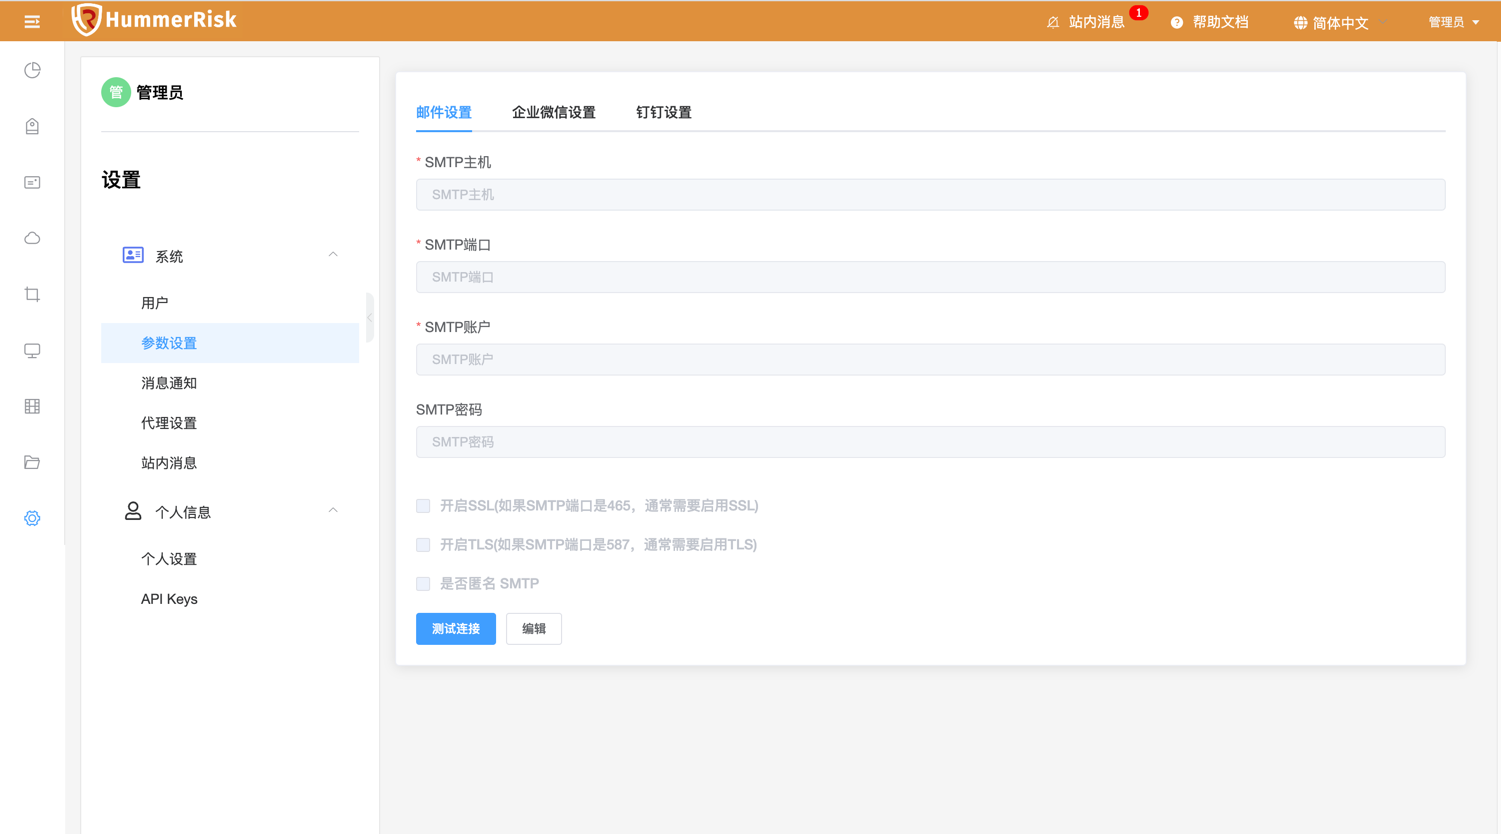 HummerRisk
站内消息 1
帮助文档
简体中文
管理员
管 管理员
设置
系统
用户
参数设置
消息通知
代理设置
站内消息
个人信息
个人设置
API Keys
邮件设置 企业微信设置 钉钉设置
* SMTP主机
SMTP主机
* SMTP端口
SMTP端口
* SMTP账户
SMTP账户
SMTP密码
SMTP密码
开启SSL(如果SMTP端口是465，通常需要启用SSL)
开启TLS(如果SMTP端口是587，通常需要启用TLS)
是否匿名 SMTP
测试连接 编辑